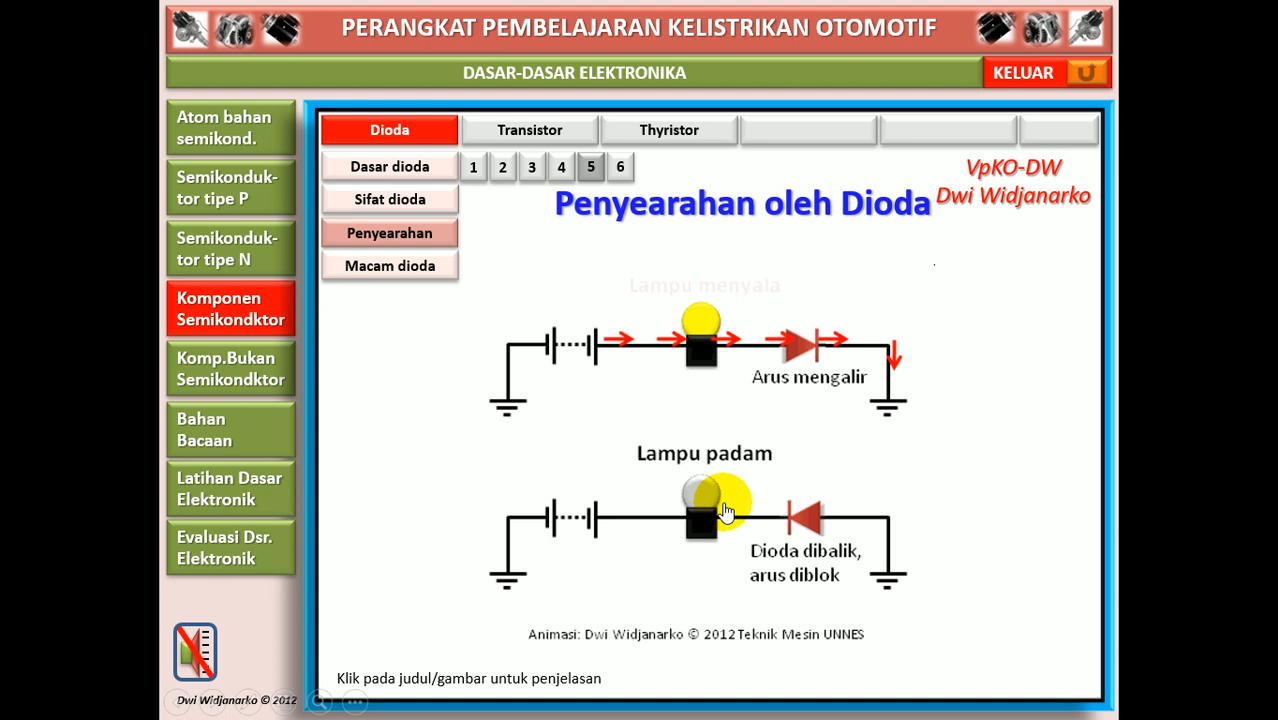 PERANGKAT PEMBELAJARAN KELISTRIKAN OTOMOTIF
DASAR-DASAR ELEKTRONIKA
KELUAR
Atom bahan
semikond.
Semikonduk-
tor tipe P
Semikonduk-
tor tipe N
Komponen
Semikondktor
Komp.Bukan
Semikondktor
Bahan
Bacaan
Latihan Dasar
Elektronik
Evaluasi Dsr.
Elektronik
Dioda
Transistor
Thyristor
Dasar dioda
1 2 3 4 5 6
Sifat dioda
Penyearahan
Macam dioda
VpKO-DW
Dwi Widjanarko
Penyearahan oleh Dioda
Lampu menyala
Arus mengalir
Lampu padam
Dioda dibalik,
arus diblok
Animasi: Dwi Widjanarko © 2012 Teknik Mesin UNNES
Klik pada judul/gambar untuk penjelasan
Dwi Widjanarko © 2012